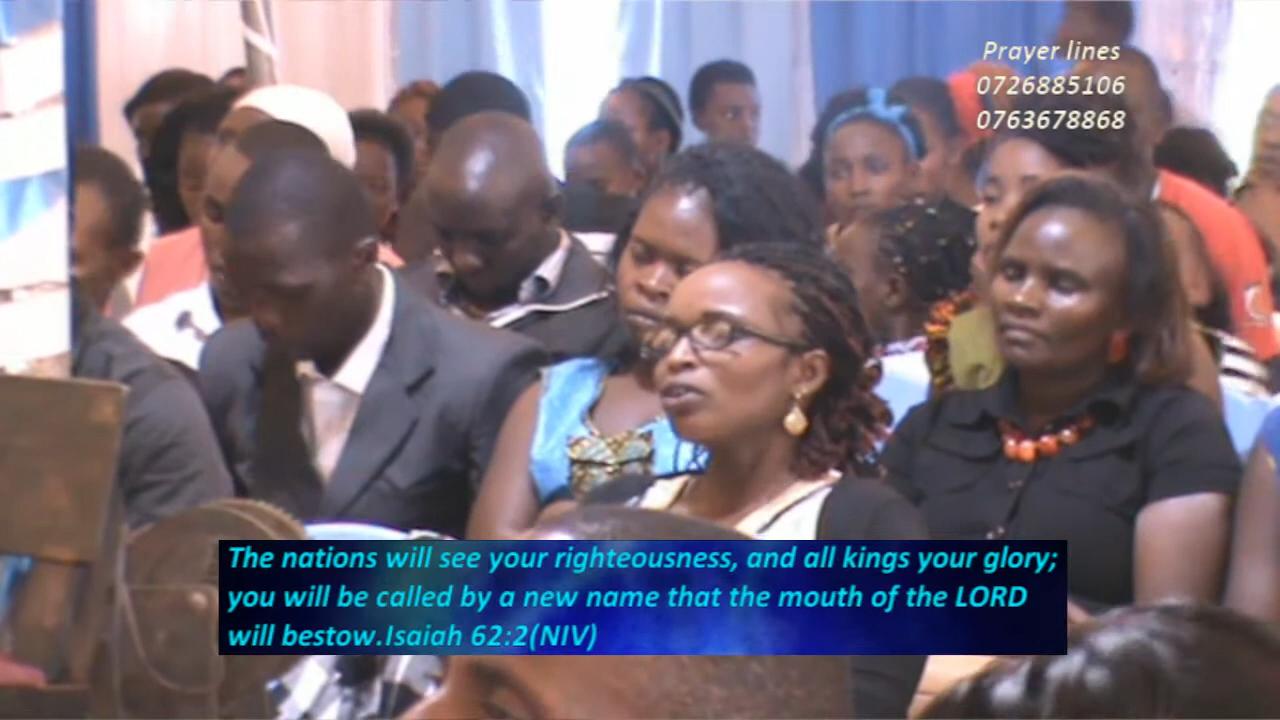 Prayer lines
0726885106
0763678868
The nations will see your righteousness, and all kings your glory;
you will be called by a new name that the mouth of the LORD
will bestow.Isaiah 62:2(NIV)